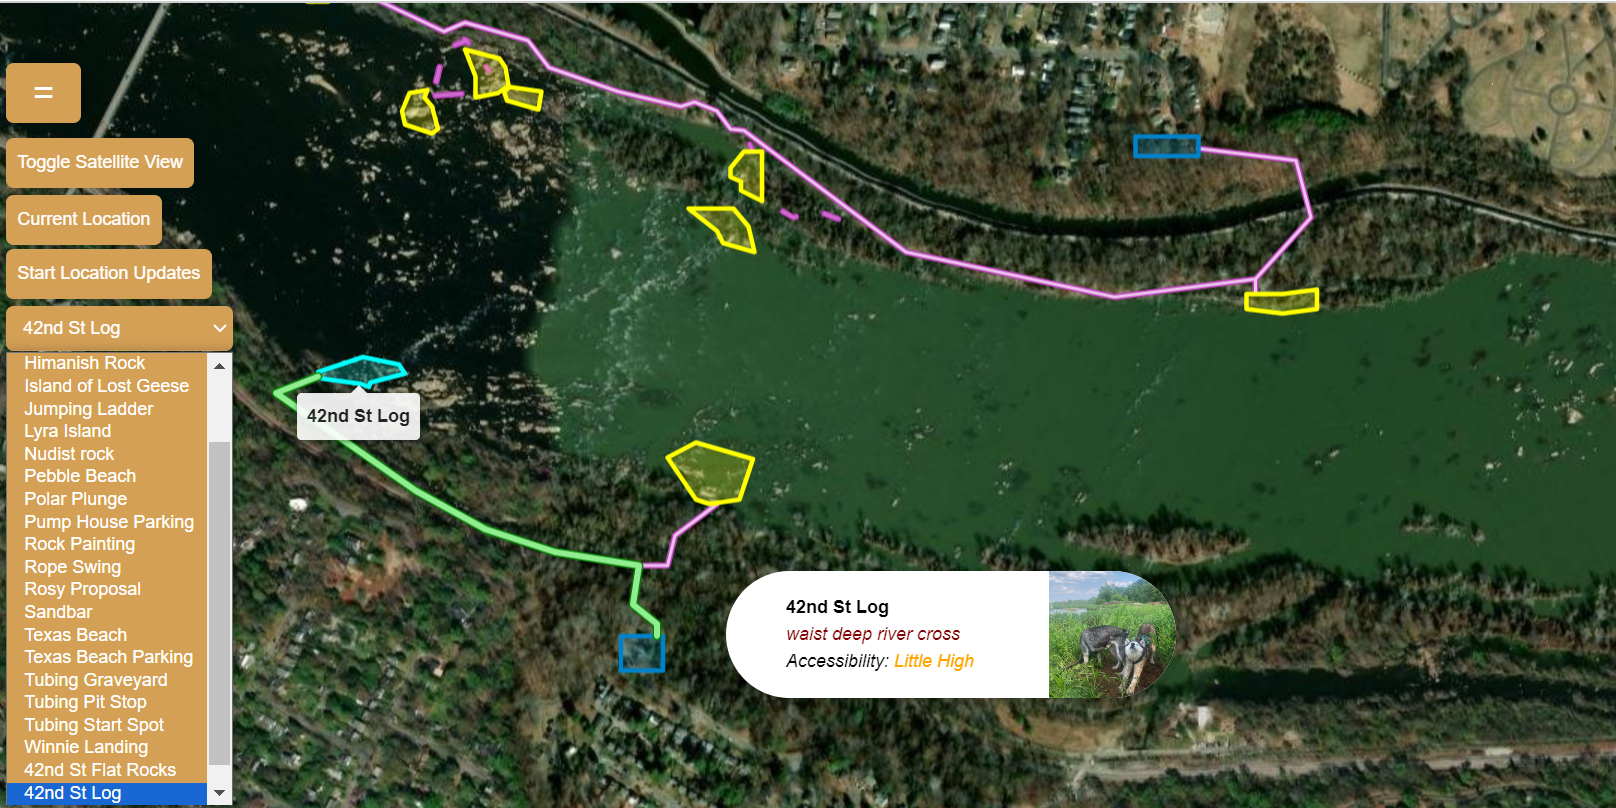 =
Toggle Satellite View
Current Location
Start Location Updates
42nd St Log
Himanish Rock
Island of Lost Geese
Jumping Ladder
Lyra Island
Nudist rock
Pebble Beach
Polar Plunge
Pump House Parking
Rock Painting
Rope Swing
Rosy Proposal
Sandbar
Texas Beach
Texas Beach Parking
Tubing Graveyard
Tubing Pit Stop
Tubing Start Spot
Winnie Landing
42nd St Flat Rocks
42nd St Log
42nd St Log
42nd St Log
waist deep river cross
Accessibility: Little High